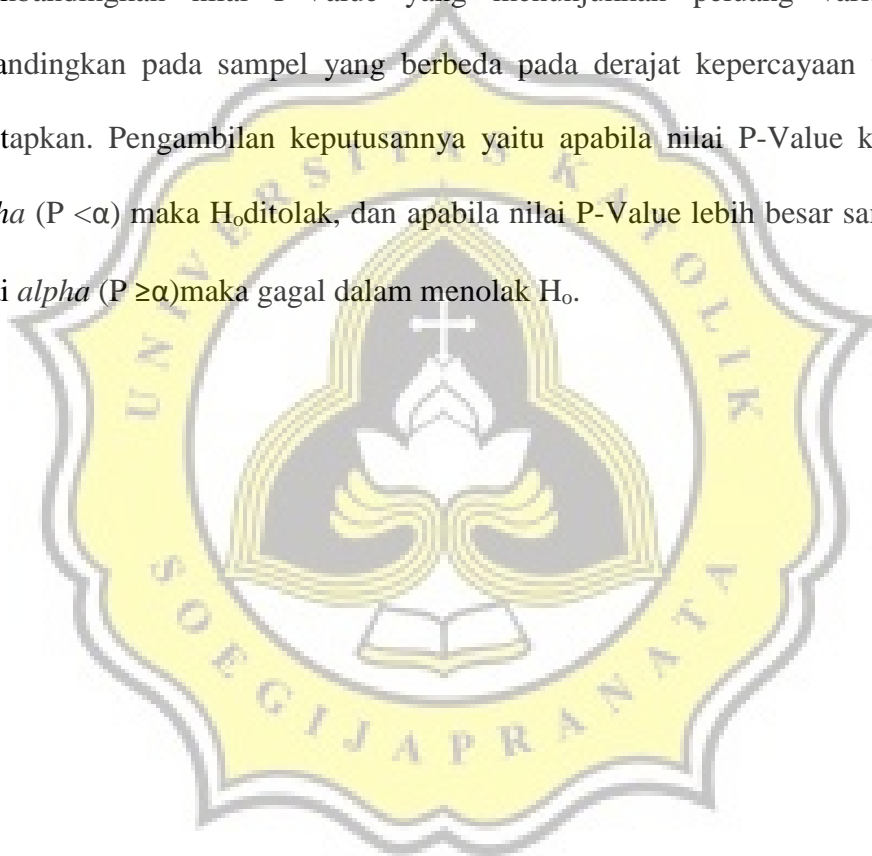 andingkan pada sampel yang berbeda pada derajat kepercayaan
tapkan. Pengambilan keputusannya yaitu apabila nilai P-Value k
ha (P <α) maka Hₒditolak, dan apabila nilai P-Value lebih besar sa
i alpha (P ≥α)maka gagal dalam menolak Hₒ.
UNIVERSITAS KATOLIK
SOEGIJAPRANATA